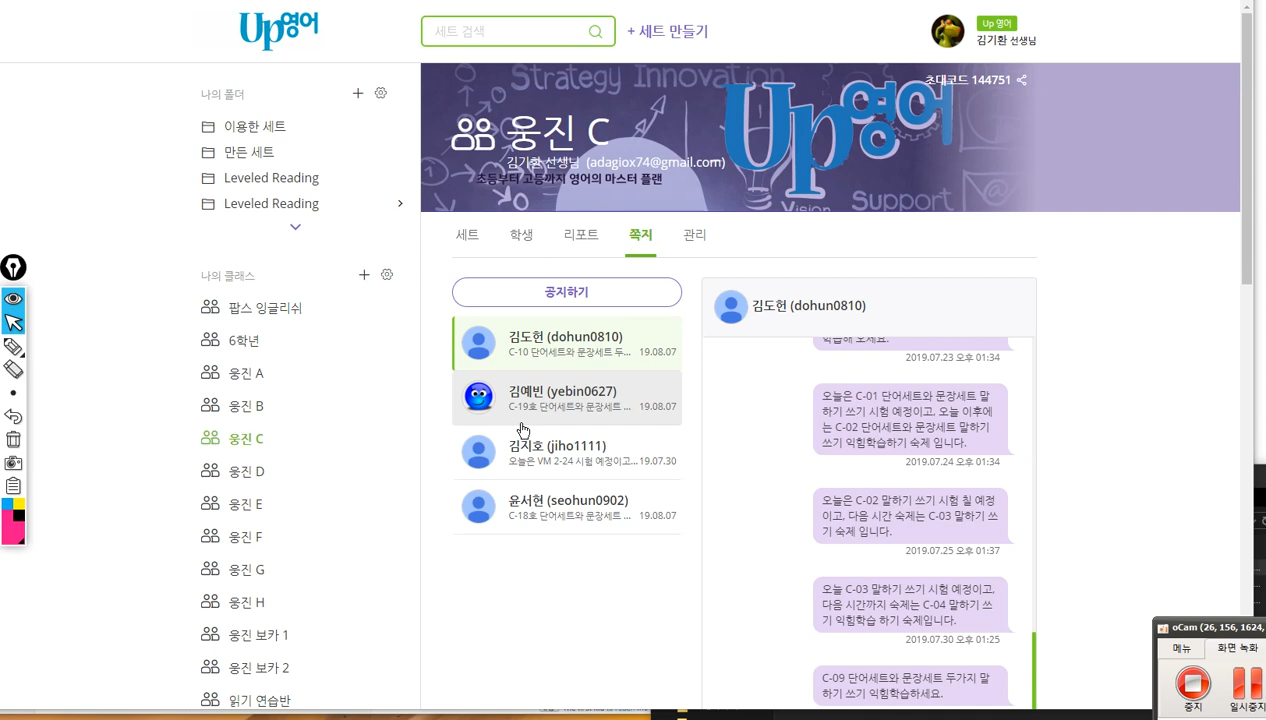 Up영어
세트 검색
+ 세트 만들기
Up 영어
김기환 선생님
나의 폴더
이용한 세트
만든 세트
Leveled Reading
Leveled Reading
나의 클래스
팝스 잉글리쉬
6학년
웅진 A
웅진 B
웅진 C
웅진 D
웅진 E
웅진 F
웅진 G
웅진 H
웅진 보카 1
웅진 보카 2
읽기 연습반
Strategy Innovation
초대코드 144751
Up영어
웅진 C
김기환 선생님 (adagiox74@gmail.com)
초등부터 고등까지 영어의 마스터 플랜
Vision
Support
세트 학생 리포트 쪽지 관리
공지하기
김도헌 (dohun0810)
C-10 단어세트와 문장세트 두... 19.08.07
김예빈 (yebin0627)
C-19호 단어세트와 문장세트 ... 19.08.07
김지호 (jiho1111)
오늘은 VM 2-24 시험 예정이고... 19.07.30
윤서현 (seohun0902)
C-18호 단어세트와 문장세트 ... 19.08.07
김도헌 (dohun0810)
학습해 오세요.
2019.07.23 오후 01:34
오늘은 C-01 단어세트와 문장세트 말
하기 쓰기 시험 예정이고, 오늘 이후에
는 C-02 단어세트와 문장세트 말하기
쓰기 익힘학습하기 숙제 입니다.
2019.07.24 오후 01:34
오늘은 C-02 말하기 쓰기 시험 칠 예정
이고, 다음 시간 숙제는 C-03 말하기 쓰
기 숙제 입니다.
2019.07.25 오후 01:37
오늘 C-03 말하기 쓰기 시험 예정이고,
다음 시간까지 숙제는 C-04 말하기 쓰
기 익힘학습 하기 숙제입니다.
2019.07.30 오후 01:25
C-09 단어세트와 문장세트 두가지 말
하기 쓰기 익힘학습하세요.
oCam (26, 156, 1624,
메뉴 화면 녹화
중지 일시중지